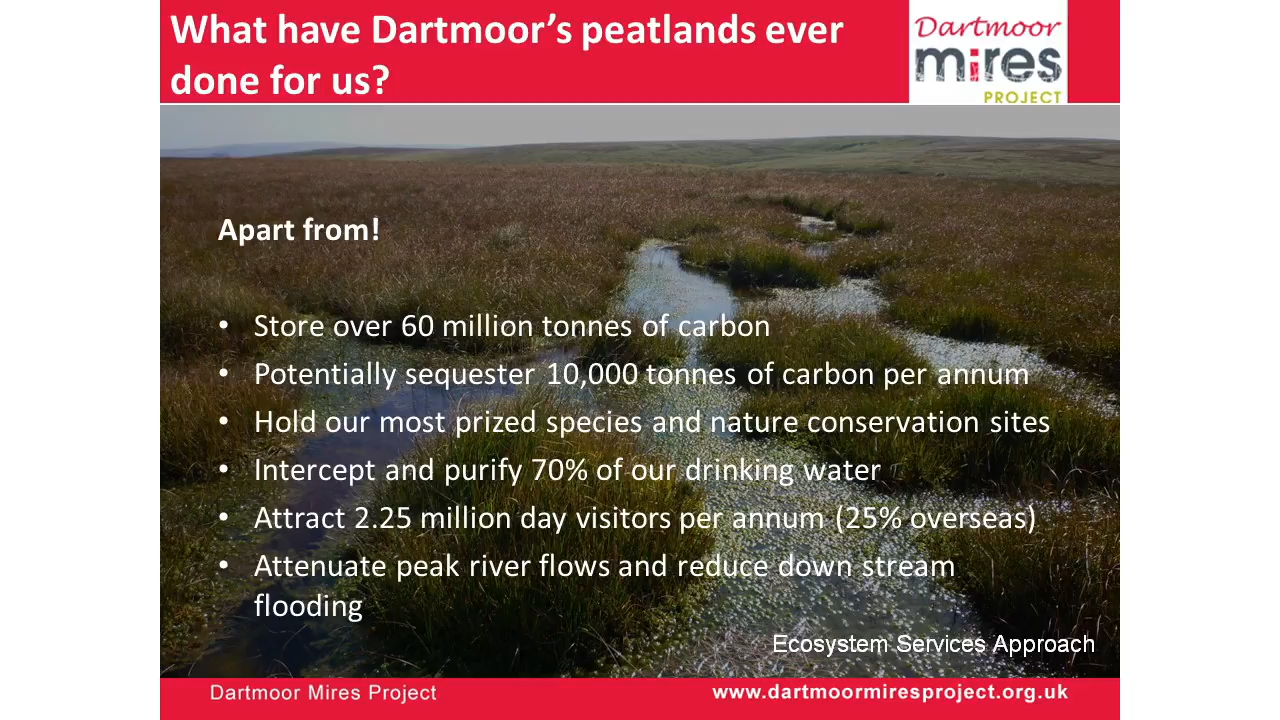 What have Dartmoor’s peatlands ever
done for us?
Dartmoor
mires
PROJECT
Apart from!
• Store over 60 million tonnes of carbon
• Potentially sequester 10,000 tonnes of carbon per annum
• Hold our most prized species and nature conservation sites
• Intercept and purify 70% of our drinking water
• Attract 2.25 million day visitors per annum (25% overseas)
• Attenuate peak river flows and reduce down stream
flooding
Ecosystem Services Approach
Dartmoor Mires Project
www.dartmoormiresproject.org.uk